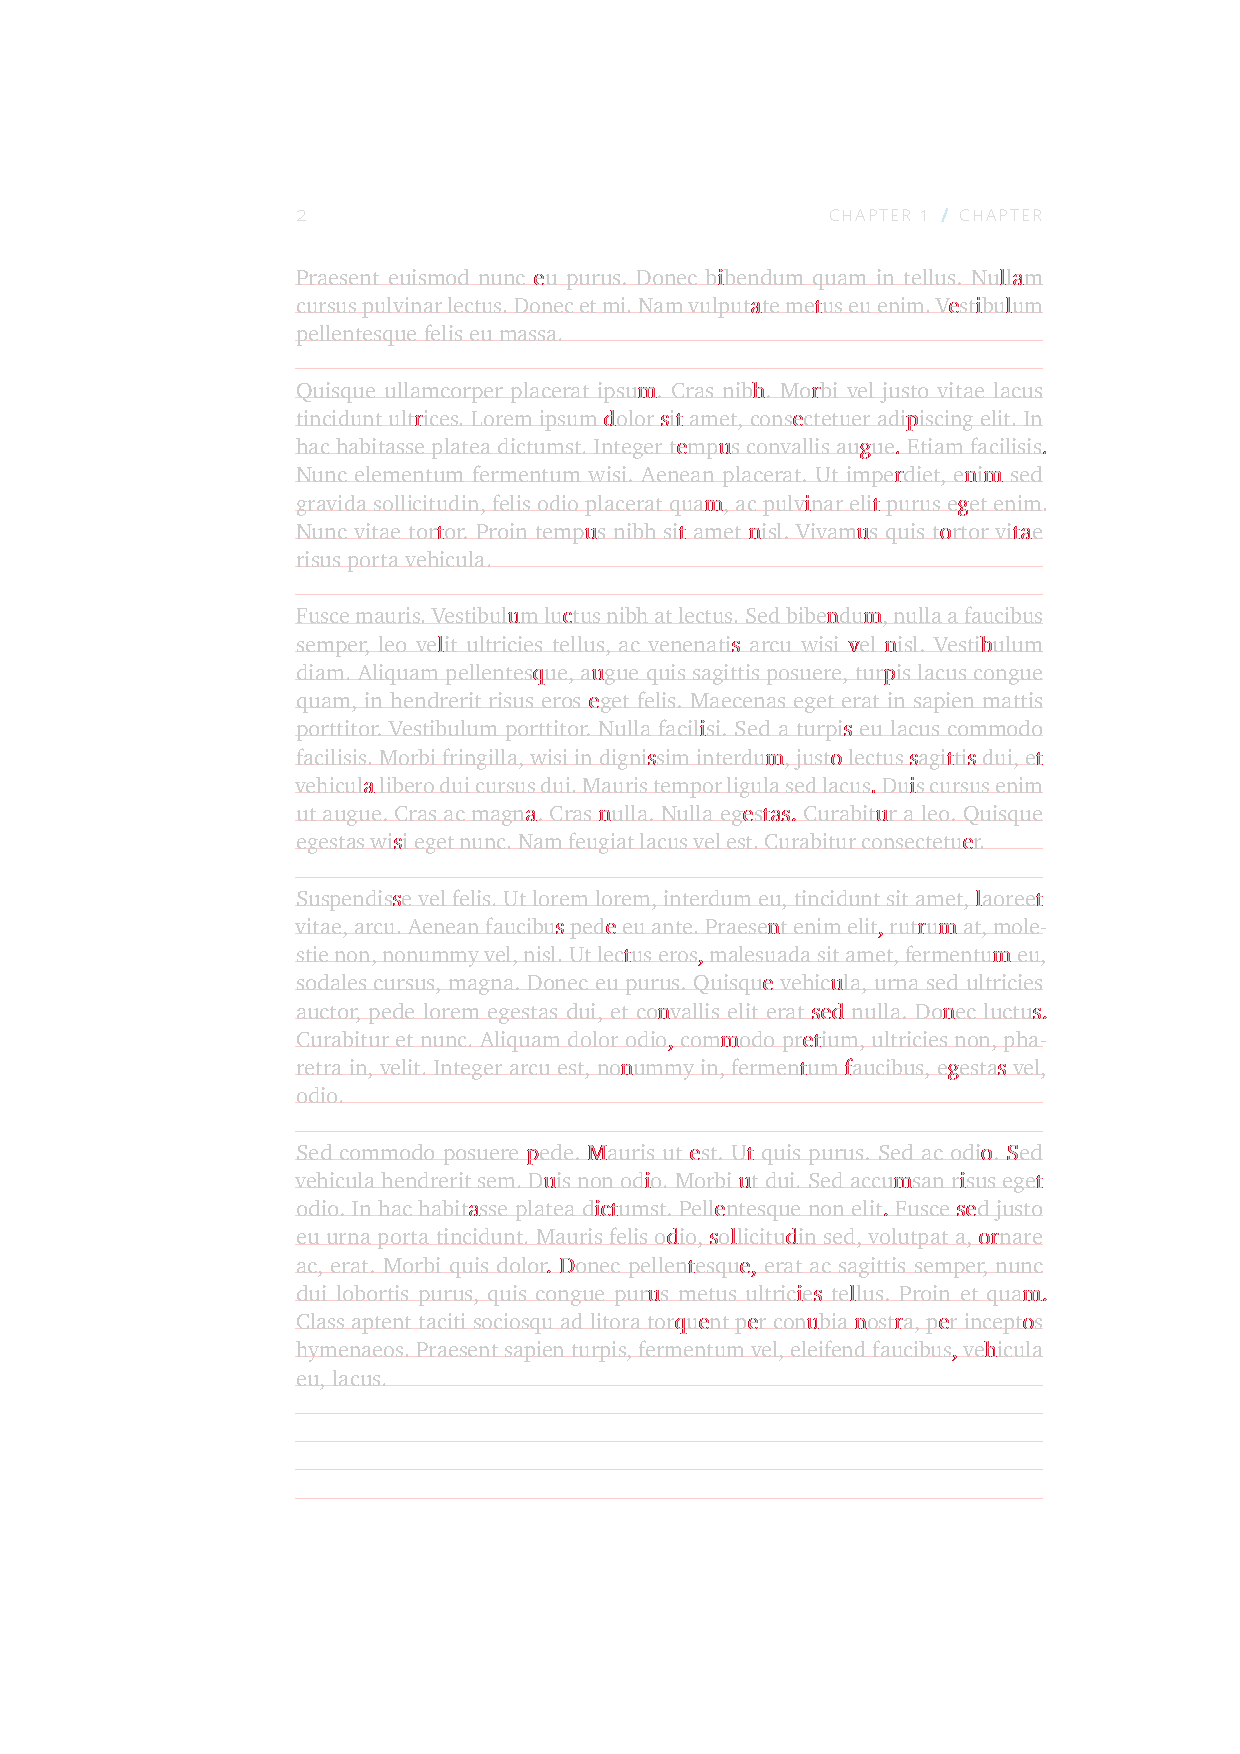 2 CHAPTER 1 / CHAPTER
Praesent euismod nunc eu purus. Donec bibendum quam in tellus. Nullam
cursus pulvinar lectus. Donec et mi. Nam vulputate metus eu enim. Vestibulum
pellentesque felis eu massa.
Quisque ullamcorper placerat ipsum. Cras nibh. Morbi vel justo vitae lacus
tincidunt ultrices. Lorem ipsum dolor sit amet, consectetuer adipiscing elit. In
hac habitasse platea dictumst. Integer tempus convallis augue. Etiam facilisis.
Nunc elementum fermentum wisi. Aenean placerat. Ut imperdiet, enim sed
gravida sollicitudin, felis odio placerat quam, ac pulvinar elit purus eget enim.
Nunc vitae tortor. Proin tempus nibh sit amet nisl. Vivamus quis tortor vitae
risus porta vehicula.
Fusce mauris. Vestibulum luctus nibh at lectus. Sed bibendum, nulla a faucibus
semper, leo velit ultricies tellus, ac venenatis arcu wisi vel nisl. Vestibulum
diam. Aliquam pellentesque, augue quis sagittis posuere, turpis lacus congue
quam, in hendrerit risus eros eget felis. Maecenas eget erat in sapien mattis
porttitor. Vestibulum porttitor. Nulla facilisi. Sed a turpis eu lacus commodo
facilisis. Morbi fringilla, wisi in dignissim interdum, justo lectus sagittis dui, et
vehicula libero dui cursus dui. Mauris tempor ligula sed lacus. Duis cursus enim
ut augue. Cras ac magna. Cras nulla. Nulla egestas. Curabitur a leo. Quisque
egestas wisi eget nunc. Nam feugiat lacus vel est. Curabitur consectetuer.
Suspendisse vel felis. Ut lorem lorem, interdum eu, tincidunt sit amet, laoreet
vitae, arcu. Aenean faucibus pede eu ante. Praesent enim elit, rutrum at, mole-
stie non, nonummy vel, nisl. Ut lectus eros, malesuada sit amet, fermentum eu,
sodales cursus, magna. Donec eu purus. Quisque vehicula, urna sed ultricies
auctor, pede lorem egestas dui, et convallis elit erat sed nulla. Donec luctus.
Curabitur et nunc. Aliquam dolor odio, commodo pretium, ultricies non, pha-
retra in, velit. Integer arcu est, nonummy in, fermentum faucibus, egestas vel,
odio.
Sed commodo posuere pede. Mauris ut est. Ut quis purus. Sed ac odio. Sed
vehicula hendrerit sem. Duis non odio. Morbi ut dui. Sed accumsan risus eget
odio. In hac habitasse platea dictumst. Pellentesque non elit. Fusce sed justo
eu urna porta tincidunt. Mauris felis odio, sollicitudin sed, volutpat a, ornare
ac, erat. Morbi quis dolor. Donec pellentesque, erat ac sagittis semper, nunc
dui lobortis purus, quis congue purus metus ultricies tellus. Proin et quam.
Class aptent taciti sociosqu ad litora torquent per conubia nostra, per inceptos
hymenaeos. Praesent sapien turpis, fermentum vel, eleifend faucibus, vehicula
eu, lacus.